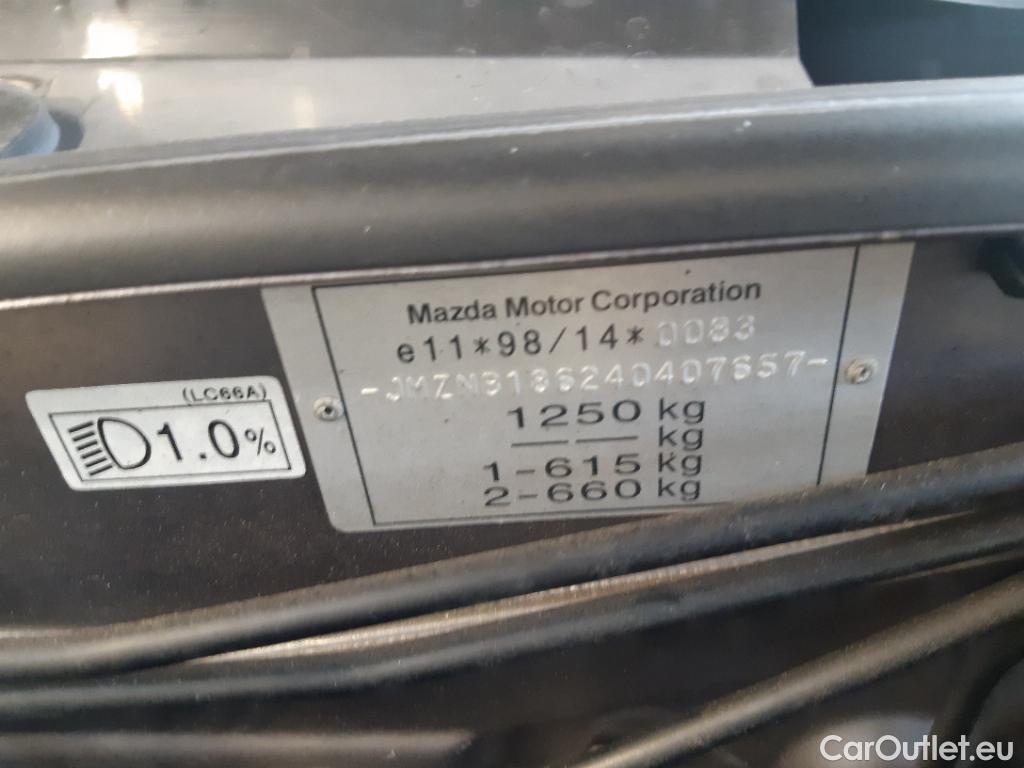 Mazda Motor Corporation
e11*98/14*0083
-JMZNB186240407657-
1250 kg
—— —— kg
1-615 kg
2-660 kg
(LC66A)
1.0%
CarOutlet.eu